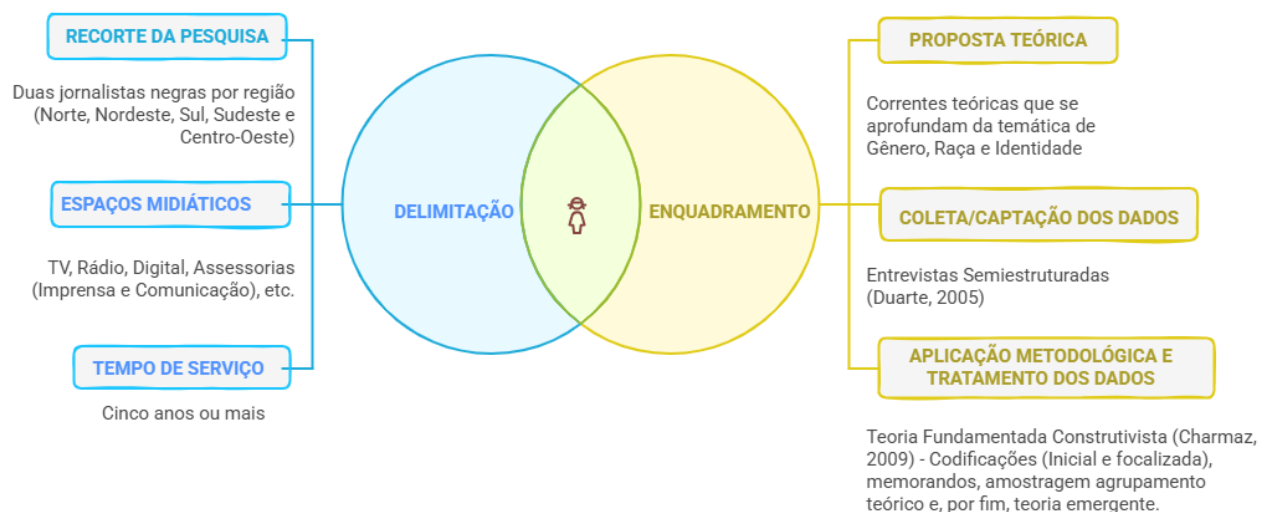 RECORTE DA PESQUISA
Duas jornalistas negras por região
(Norte, Nordeste, Sul, Sudeste e
Centro-Oeste)
ESPAÇOS MIDIÁTICOS
TV, Rádio, Digital, Assessorias
(Imprensa e Comunicação), etc.
TEMPO DE SERVIÇO
Cinco anos ou mais
DELIMITAÇÃO
ENQUADRAMENTO
PROPOSTA TEÓRICA
Correntes teóricas que se
aprofundam da temática de
Gênero, Raça e Identidade
COLETA/CAPTAÇÃO DOS DADOS
Entrevistas Semiestruturadas
(Duarte, 2005)
APLICAÇÃO METODOLÓGICA E
TRATAMENTO DOS DADOS
Teoria Fundamentada Construtivista (Charmaz,
2009) - Codificações (Inicial e focalizada),
memorandos, amostragem agrupamento
teórico e, por fim, teoria emergente.